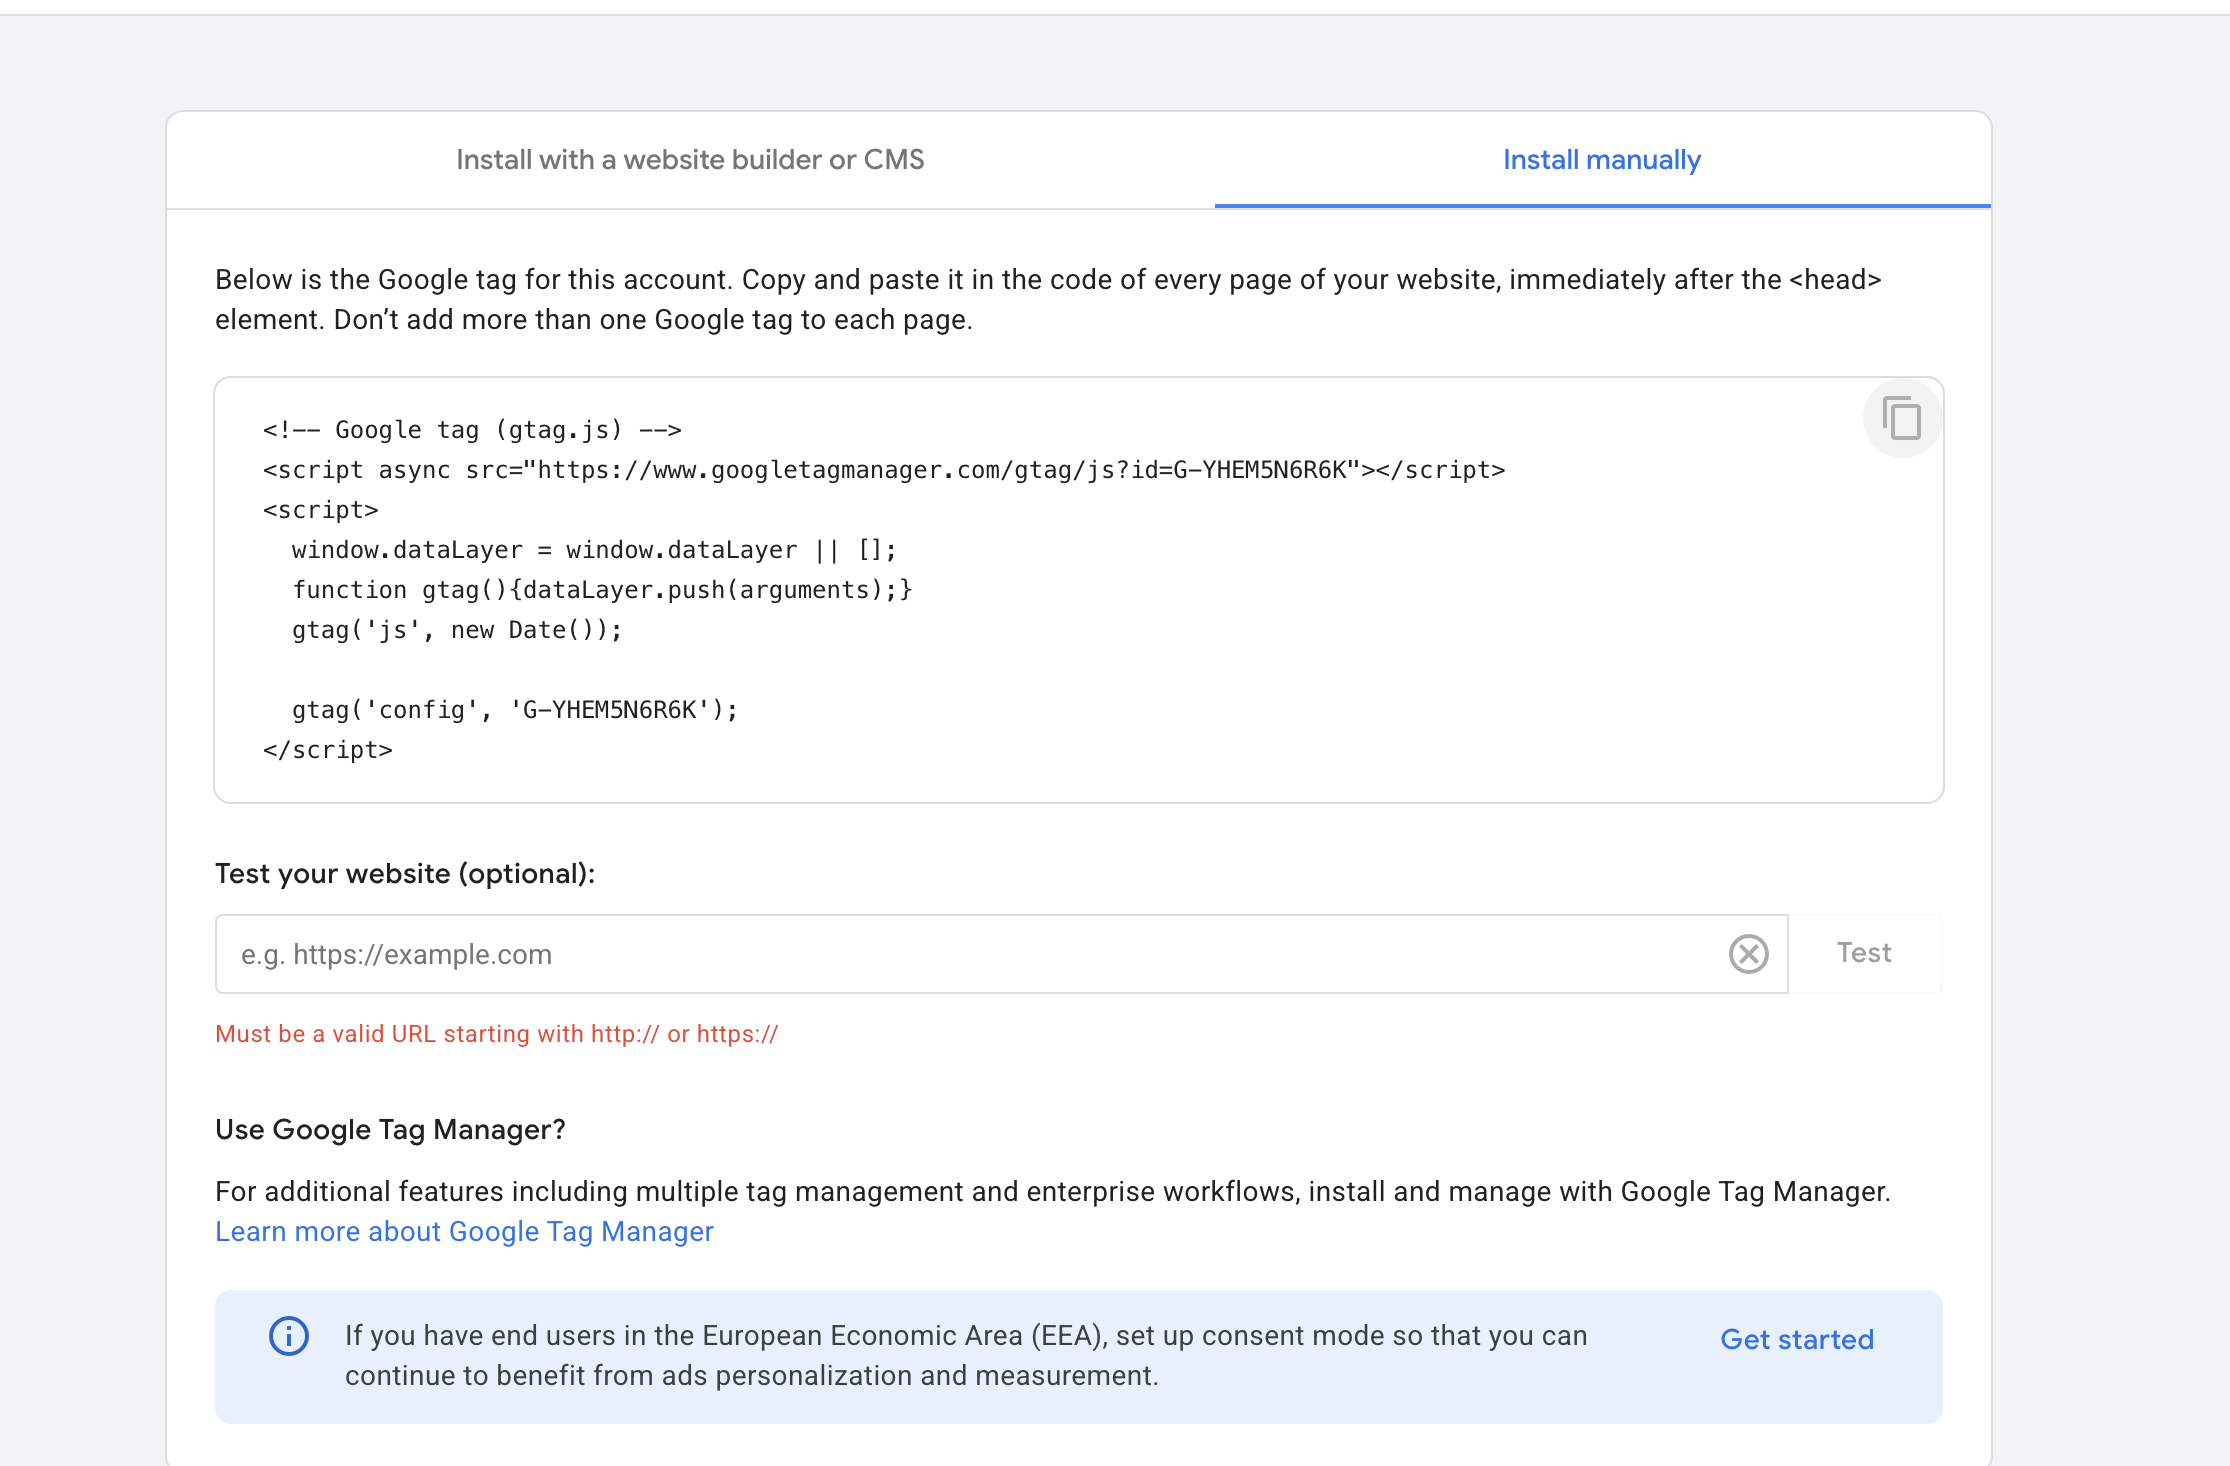 Install with a website builder or CMS
Install manually
Below is the Google tag for this account. Copy and paste it in the code of every page of your website, immediately after the <head>
element. Don’t add more than one Google tag to each page.
<!-- Google tag (gtag.js) -->
<script async src="https://www.googletagmanager.com/gtag/js?id=G-YHEM5N6R6K"></script>
<script>
  window.dataLayer = window.dataLayer || [];
  function gtag(){dataLayer.push(arguments);}
  gtag('js', new Date());
  gtag('config', 'G-YHEM5N6R6K');
</script>
Test your website (optional):
e.g. https://example.com
Test
Must be a valid URL starting with http:// or https://
Use Google Tag Manager?
For additional features including multiple tag management and enterprise workflows, install and manage with Google Tag Manager.
Learn more about Google Tag Manager
If you have end users in the European Economic Area (EEA), set up consent mode so that you can
continue to benefit from ads personalization and measurement.
Get started